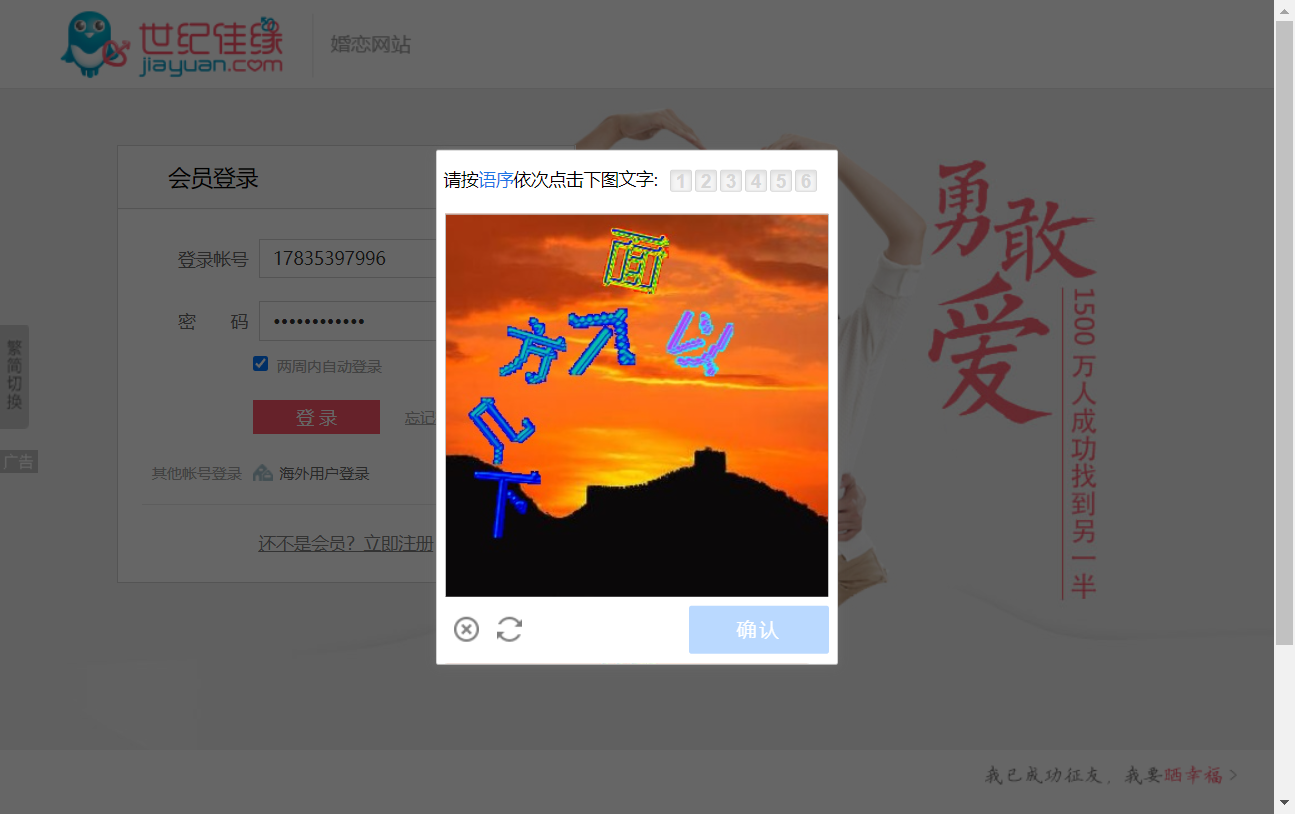 世纪佳缘
jiayuan.com
婚恋网站
会员登录
登录帐号 17835397996
密 码 ••••••••••••
两周内自动登录
登 录 忘记
其他帐号登录 海外用户登录
还不是会员？立即注册
繁简切换
广告
请按语序依次点击下图文字: 1 2 3 4 5 6
面
方
以
几
下
确认
勇敢
爱
1500万人成功找到另一半
我已成功征友，我要晒幸福 >